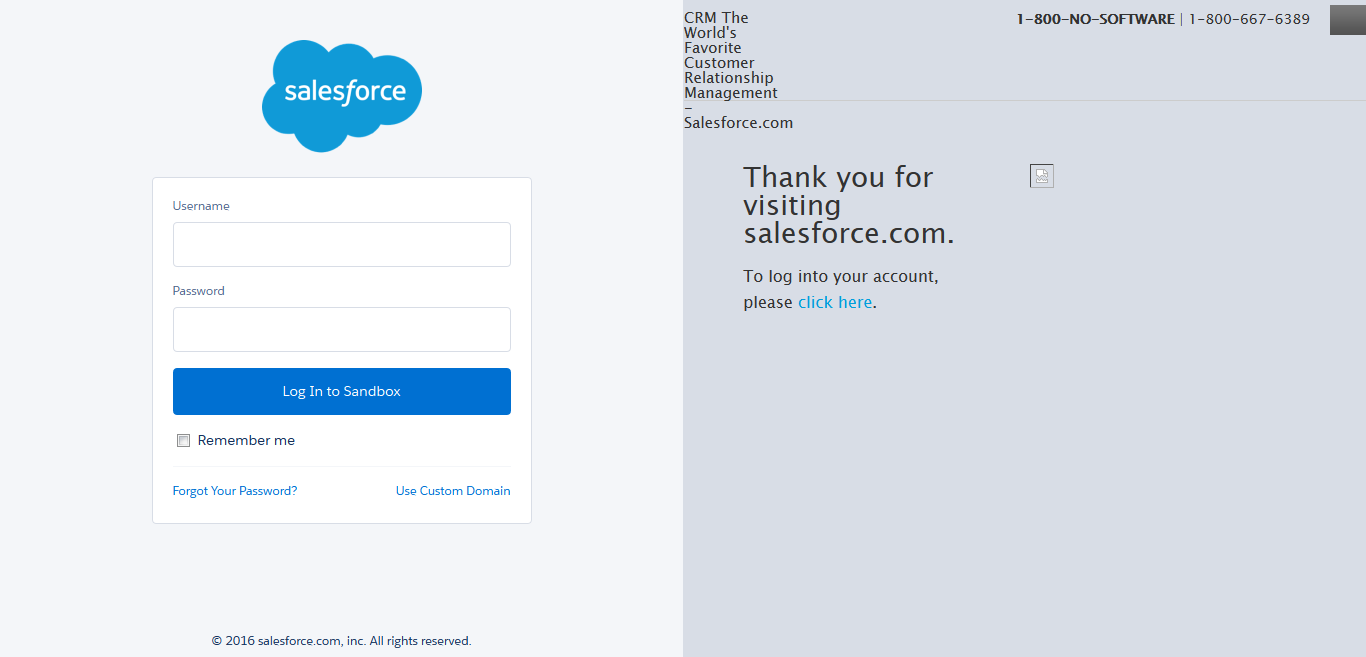 salesforce
Username
Password
Log In to Sandbox
Remember me
Forgot Your Password?
Use Custom Domain
© 2016 salesforce.com, inc. All rights reserved.
CRM The
World's
Favorite
Customer
Relationship
Management
–
Salesforce.com
1-800-NO-SOFTWARE | 1-800-667-6389
Thank you for
visiting
salesforce.com.
To log into your account,
please click here.